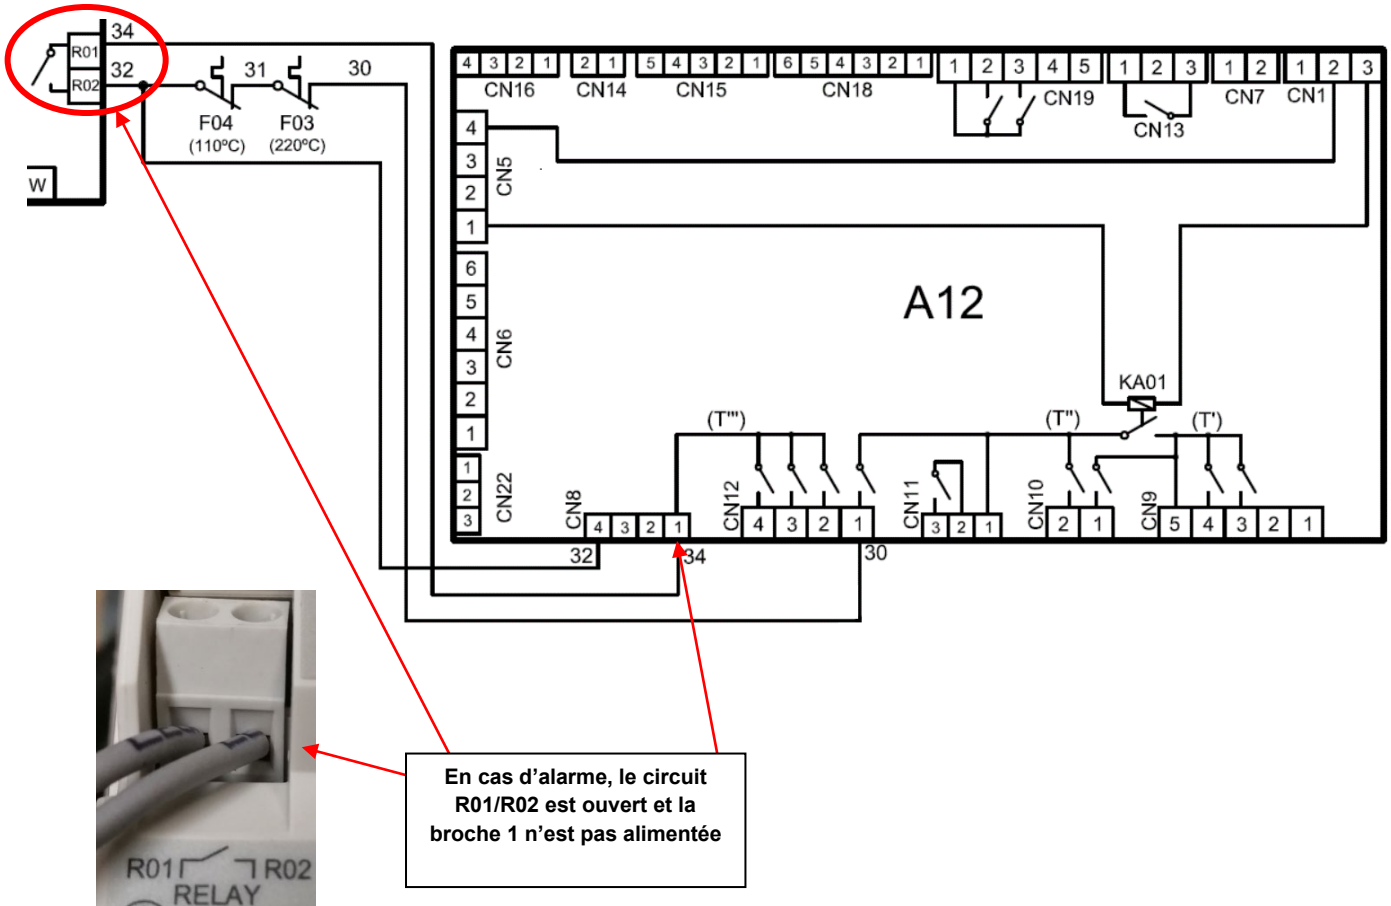 34
R01
32
R02
31
30
F04
(110ºC)
F03
(220ºC)
W
4 3 2 1
CN16
2 1
CN14
5 4 3 2 1
CN15
6 5 4 3 2 1
CN18
1 2 3 4 5
CN19
1 2 3
CN13
1 2
CN7
1 2 3
CN1
4
3
2
1
CN5
6
5
4
3
2
1
CN6
1
2
3
CN22
A12
KA01
(T''')
(T'')
(T')
CN8
4 3 2 1
CN12
4 3 2 1
CN11
3 2 1
CN10
2 1
CN9
5 4 3 2 1
32
34
30
En cas d’alarme, le circuit
R01/R02 est ouvert et la
broche 1 n’est pas alimentée
R01 R02
RELAY